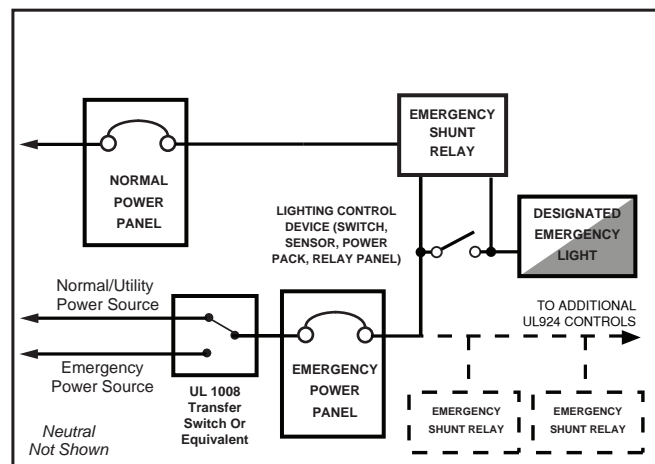 EMERGENCY
SHUNT
RELAY
NORMAL
POWER
PANEL
LIGHTING CONTROL
DEVICE (SWITCH,
SENSOR, POWER
PACK, RELAY PANEL)
DESIGNATED
EMERGENCY
LIGHT
Normal/Utility
Power Source
Emergency
Power Source
UL 1008
Transfer
Switch Or
Equivalent
EMERGENCY
POWER
PANEL
TO ADDITIONAL
UL924 CONTROLS
EMERGENCY
SHUNT RELAY
EMERGENCY
SHUNT RELAY
Neutral
Not Shown